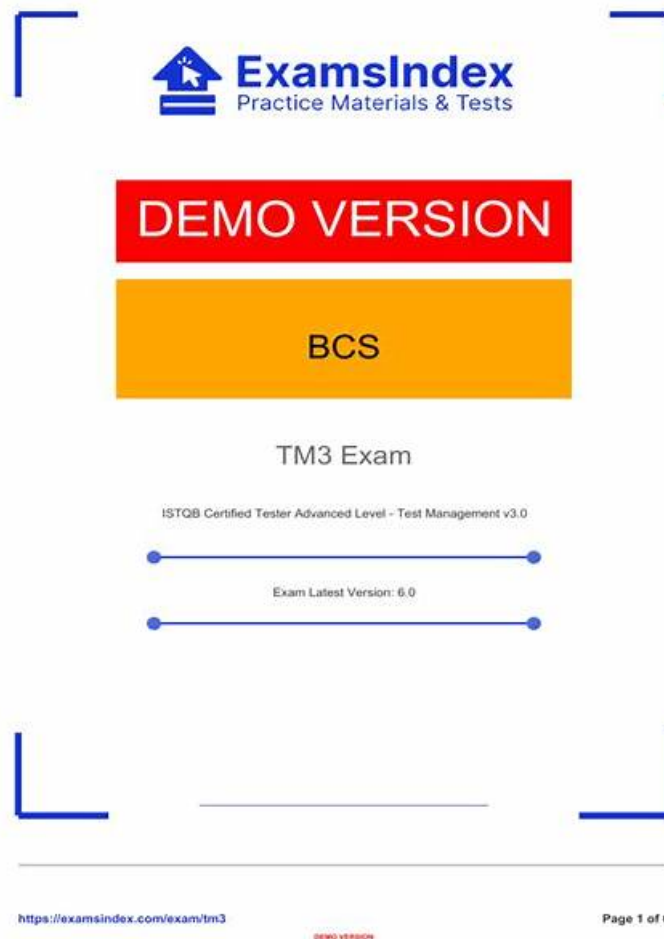 ExamsIndex
Practice Materials & Tests
DEMO VERSION
BCS
TM3 Exam
ISTQB Certified Tester Advanced Level - Test Management v3.0
Exam Latest Version: 6.0
https://examsindex.com/exam/tm3
Page 1 of
DEMO VERSION